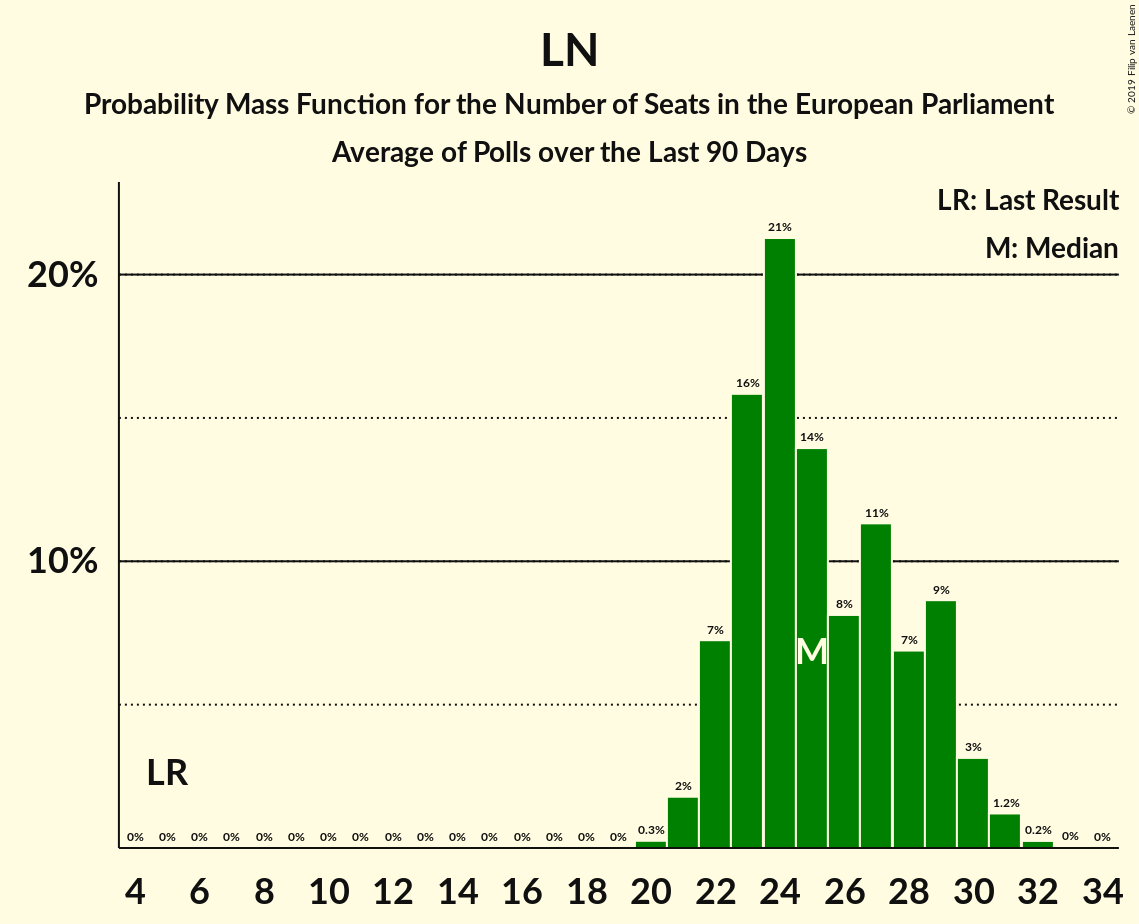 LN
Probability Mass Function for the Number of Seats in the European Parliament
Average of Polls over the Last 90 Days
© 2019 Filip van Laenen
LR: Last Result
M: Median
20%
10%
LR
M
0% 0% 0% 0% 0% 0% 0% 0% 0% 0% 0% 0% 0% 0% 0% 0% 0.3% 2% 7% 16% 21% 14% 8% 11% 7% 9% 3% 1.2% 0.2% 0% 0%
4 6 8 10 12 14 16 18 20 22 24 26 28 30 32 34